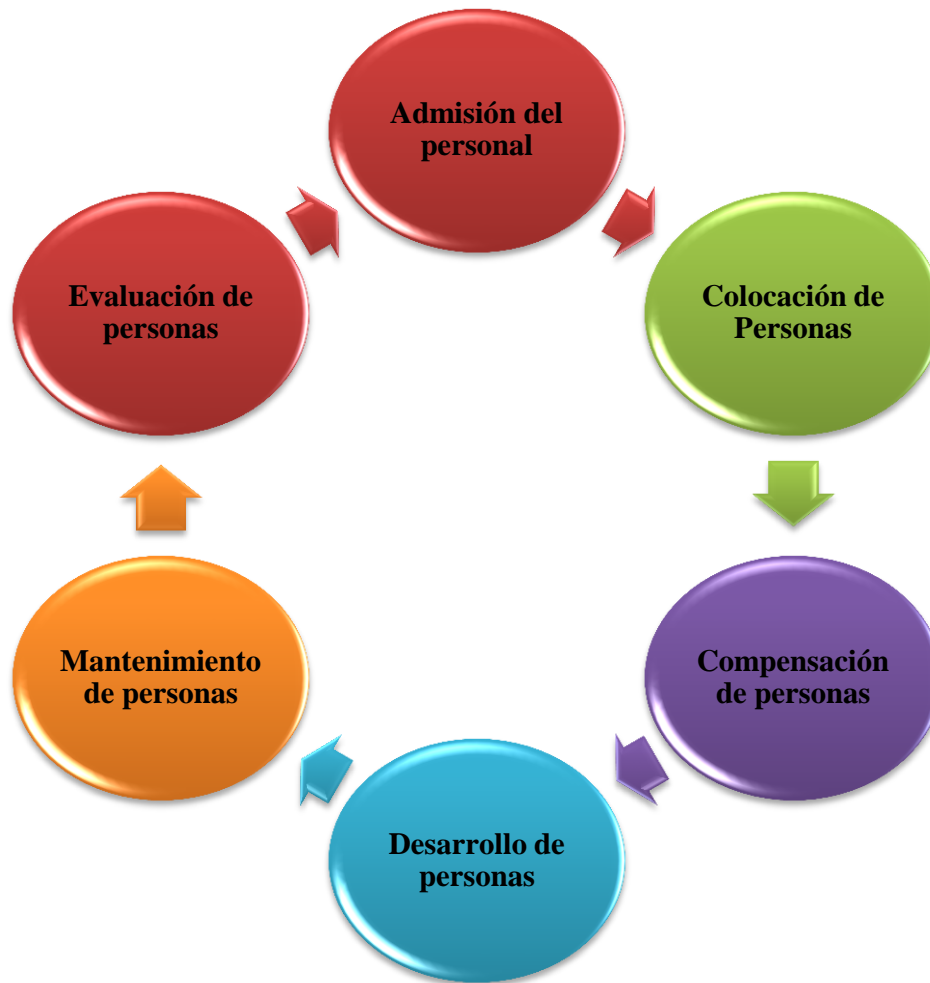 Admisión del
personal
Colocación de
Personas
Compensación
de personas
Desarrollo de
personas
Mantenimiento
de personas
Evaluación de
personas